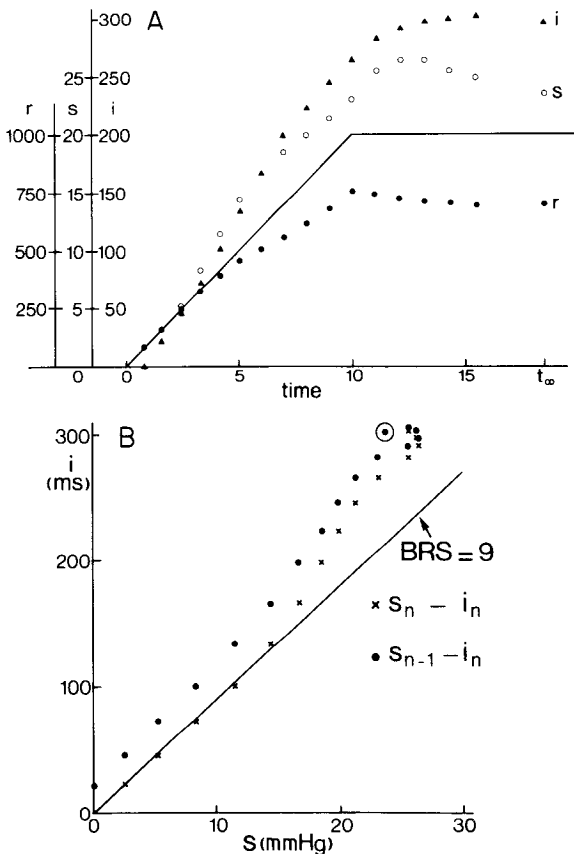 A
r s i
300
25 250
1000 20 200
750 15 150
500 10 100
250 5 50
0
i
s
r
0 5 10 15 t∞
time
B
i
(ms)
300
200
100
0
BRS = 9
× sₙ – iₙ
• sₙ₋₁ – iₙ
0 10 20 30
S (mmHg)